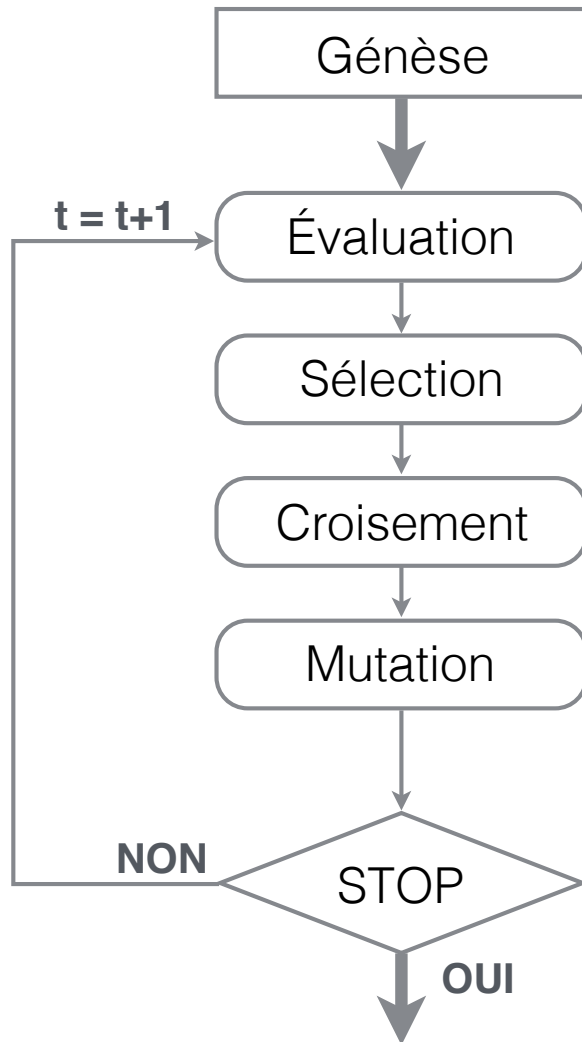 Génèse
t = t+1
Évaluation
Sélection
Croisement
Mutation
NON
STOP
OUI